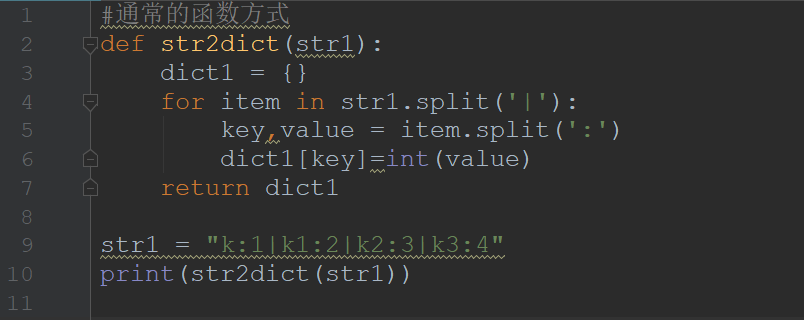 1 #通常的函数方式
2 def str2dict(str1):
3     dict1 = {}
4     for item in str1.split('|'):
5         key,value = item.split(':')
6         dict1[key]=int(value)
7     return dict1
8
9 str1 = "k:1|k1:2|k2:3|k3:4"
10 print(str2dict(str1))
11